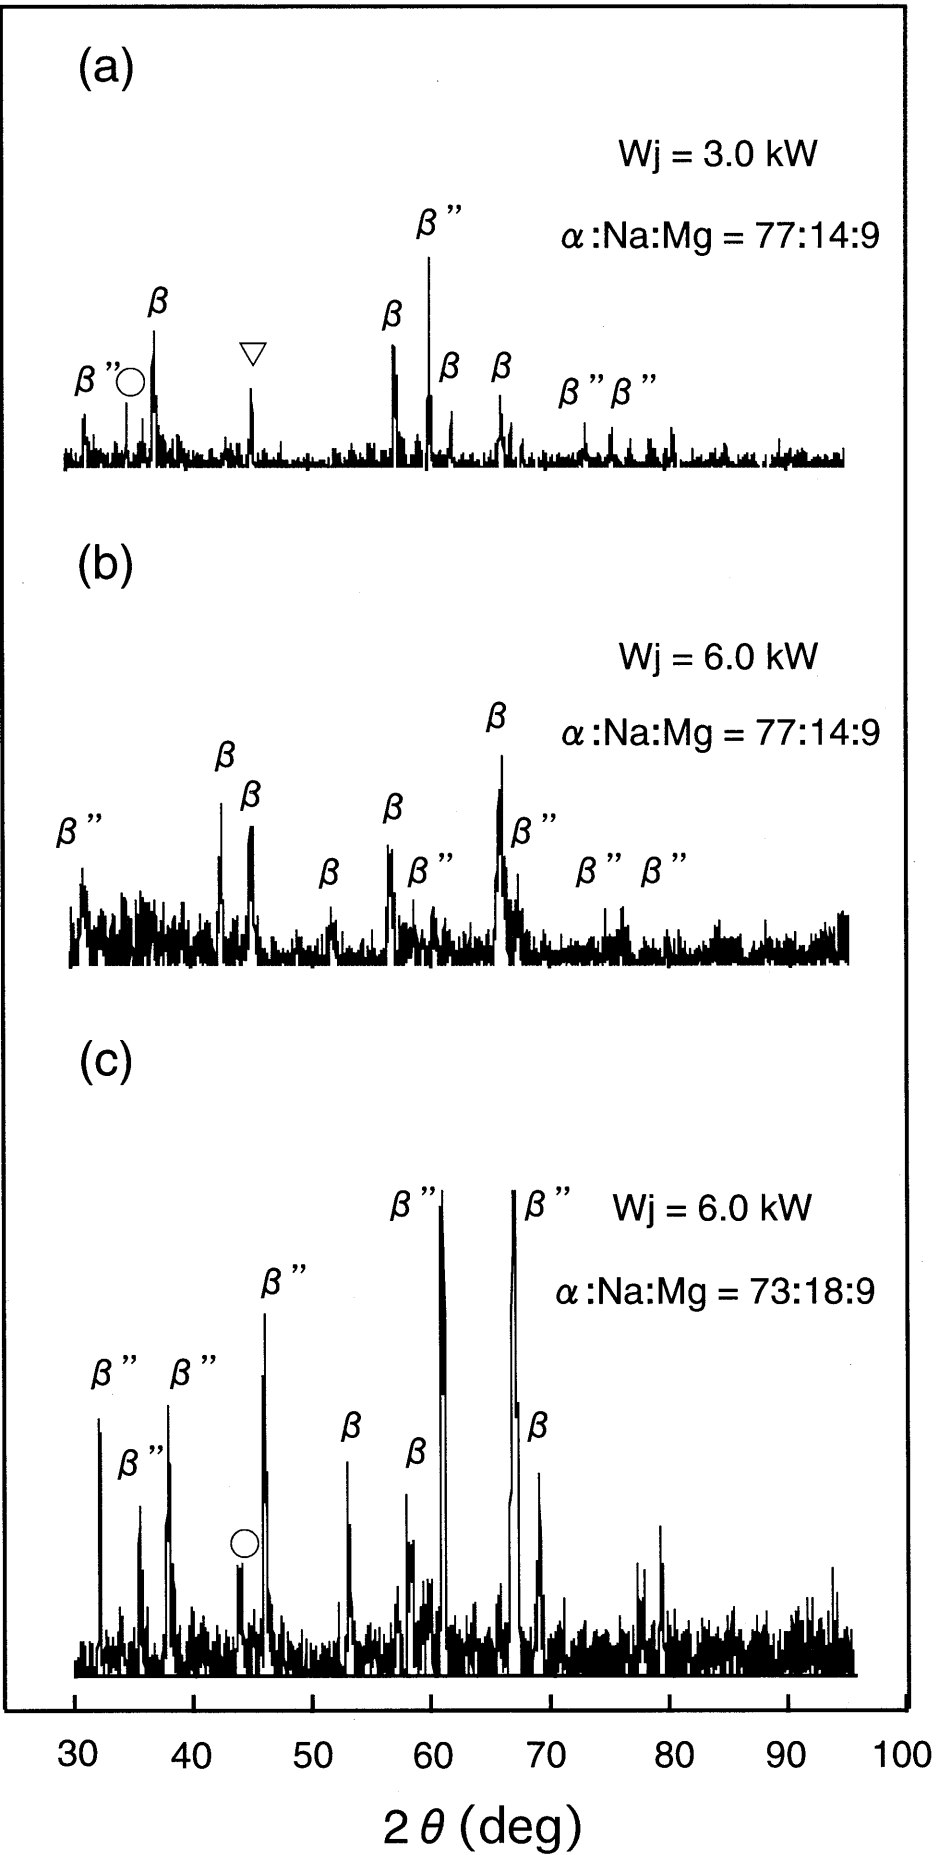 (a)
Wj = 3.0 kW
α:Na:Mg = 77:14:9
β”
β
β
β”
β
β
β
β” β”
(b)
Wj = 6.0 kW
α:Na:Mg = 77:14:9
β
β
β
β”
β
β”
β
β”
β” β”
(c)
β”
β”
Wj = 6.0 kW
β”
α:Na:Mg = 73:18:9
β”
β”
β
β
β”
β
30 40 50 60 70 80 90 100
2θ (deg)